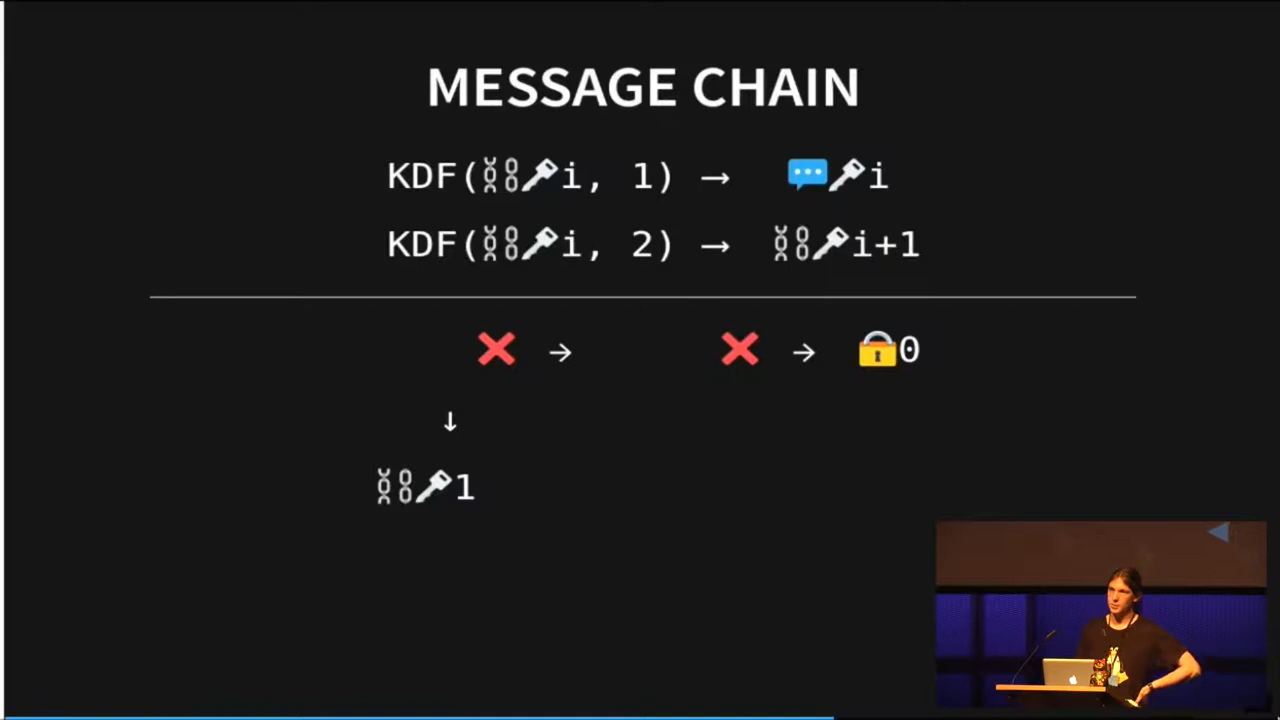 MESSAGE CHAIN
KDF(⛓🔑i, 1) → 💬🔑i
KDF(⛓🔑i, 2) → ⛓🔑i+1
❌ → ❌ → 🔒0
↓
⛓🔑1